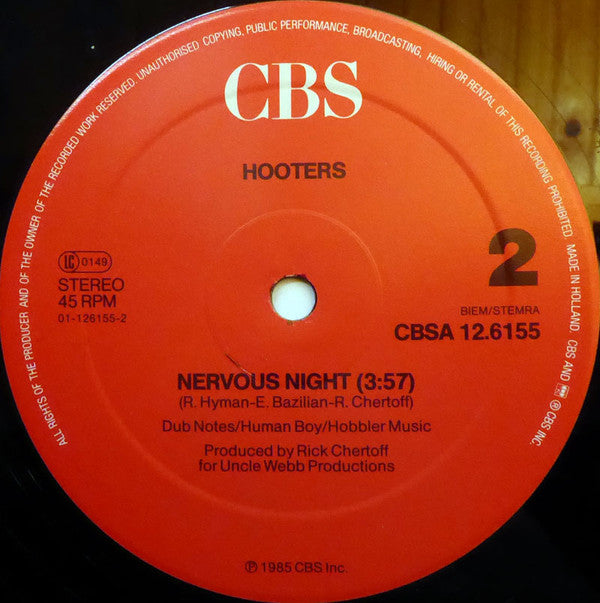 ALL RIGHTS OF THE PRODUCER AND OF THE OWNER OF THE RECORDED WORK RESERVED. UNAUTHORISED COPYING, PUBLIC PERFORMANCE, BROADCASTING, HIRING OR RENTAL OF THIS RECORDING PROHIBITED. MADE IN HOLLAND. CBS AND ® CBS INC.
CBS
HOOTERS
2
LC 0149
STEREO
45 RPM
01-126155-2
BIEM/STEMRA
CBSA 12.6155
NERVOUS NIGHT (3:57)
(R. Hyman-E. Bazilian-R. Chertoff)
Dub Notes/Human Boy/Hobbler Music
Produced by Rick Chertoff
for Uncle Webb Productions
℗ 1985 CBS Inc.